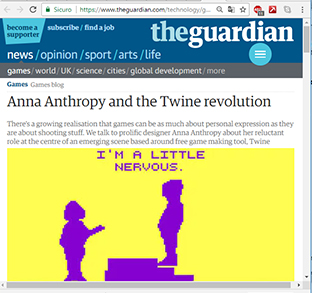 Sicuro | https://www.theguardian.com/technology/g...
become a
supporter
subscribe / find a job
theguardian
news / opinion / sport / arts / life
games / world / UK / science / cities / global development / more
Games Games blog
Anna Anthropy and the Twine revolution
There's a growing realisation that games can be as much about personal expression as they
are about shooting stuff. We talk to prolific designer Anna Anthropy about her reluctant
role at the centre of an emerging scene based around free game making tool, Twine
I'M A LITTLE
NERVOUS.